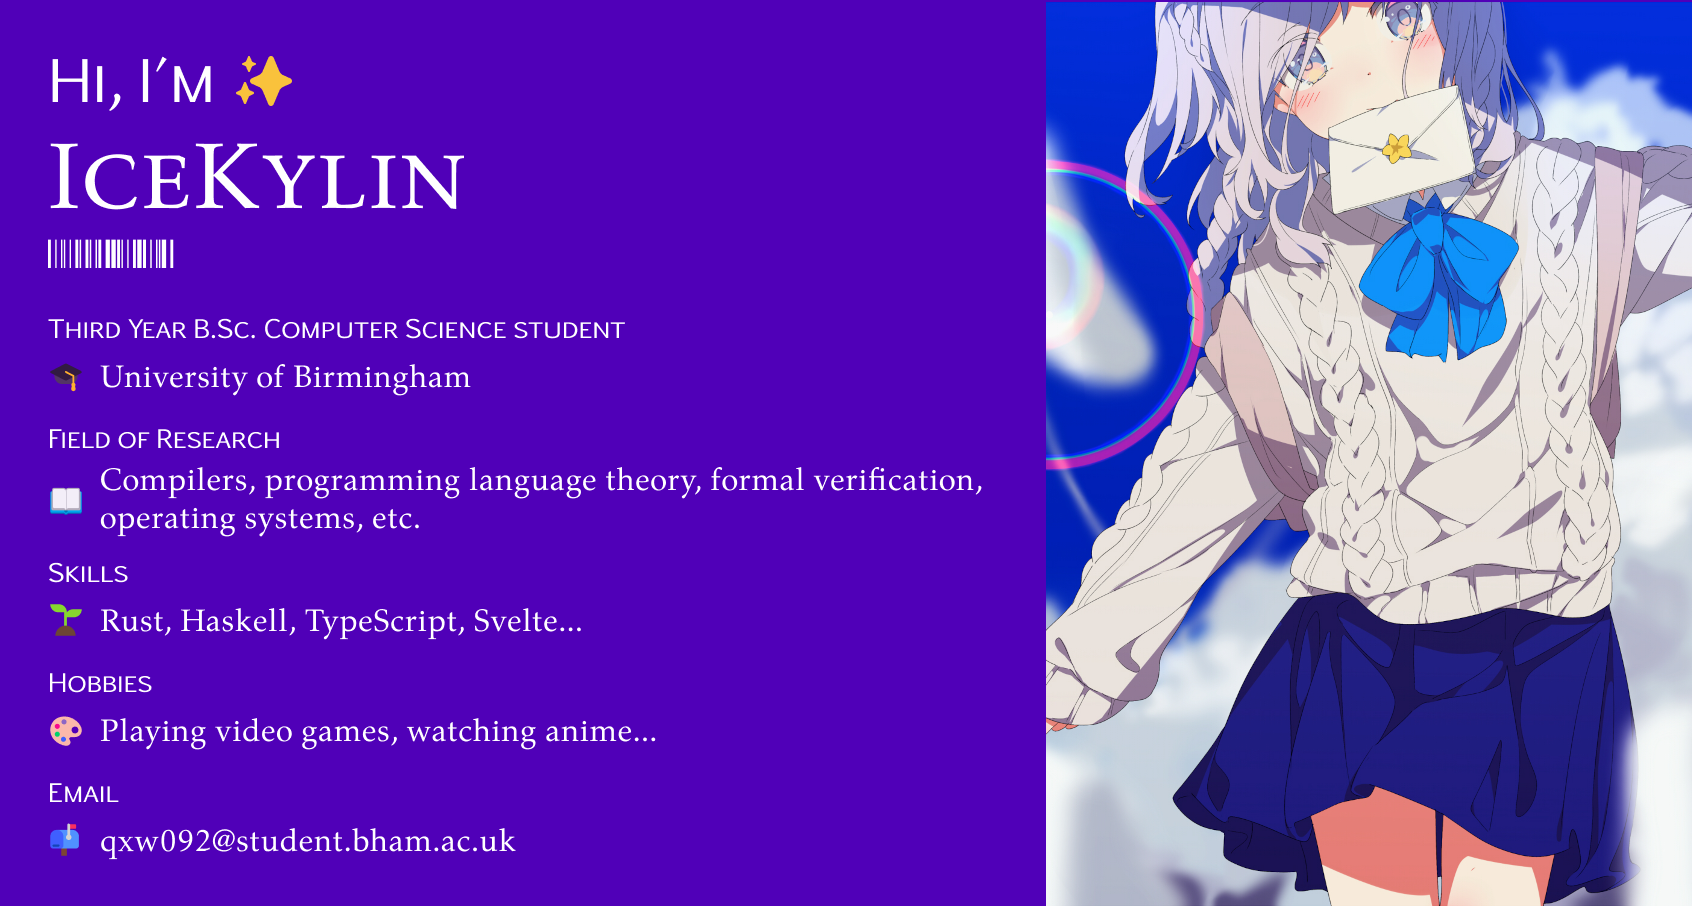 Hi, I'm ✨
IceKylin
Third Year B.Sc. Computer Science student
University of Birmingham
Field of Research
Compilers, programming language theory, formal verification,
operating systems, etc.
Skills
Rust, Haskell, TypeScript, Svelte...
Hobbies
Playing video games, watching anime...
Email
qxw092@student.bham.ac.uk